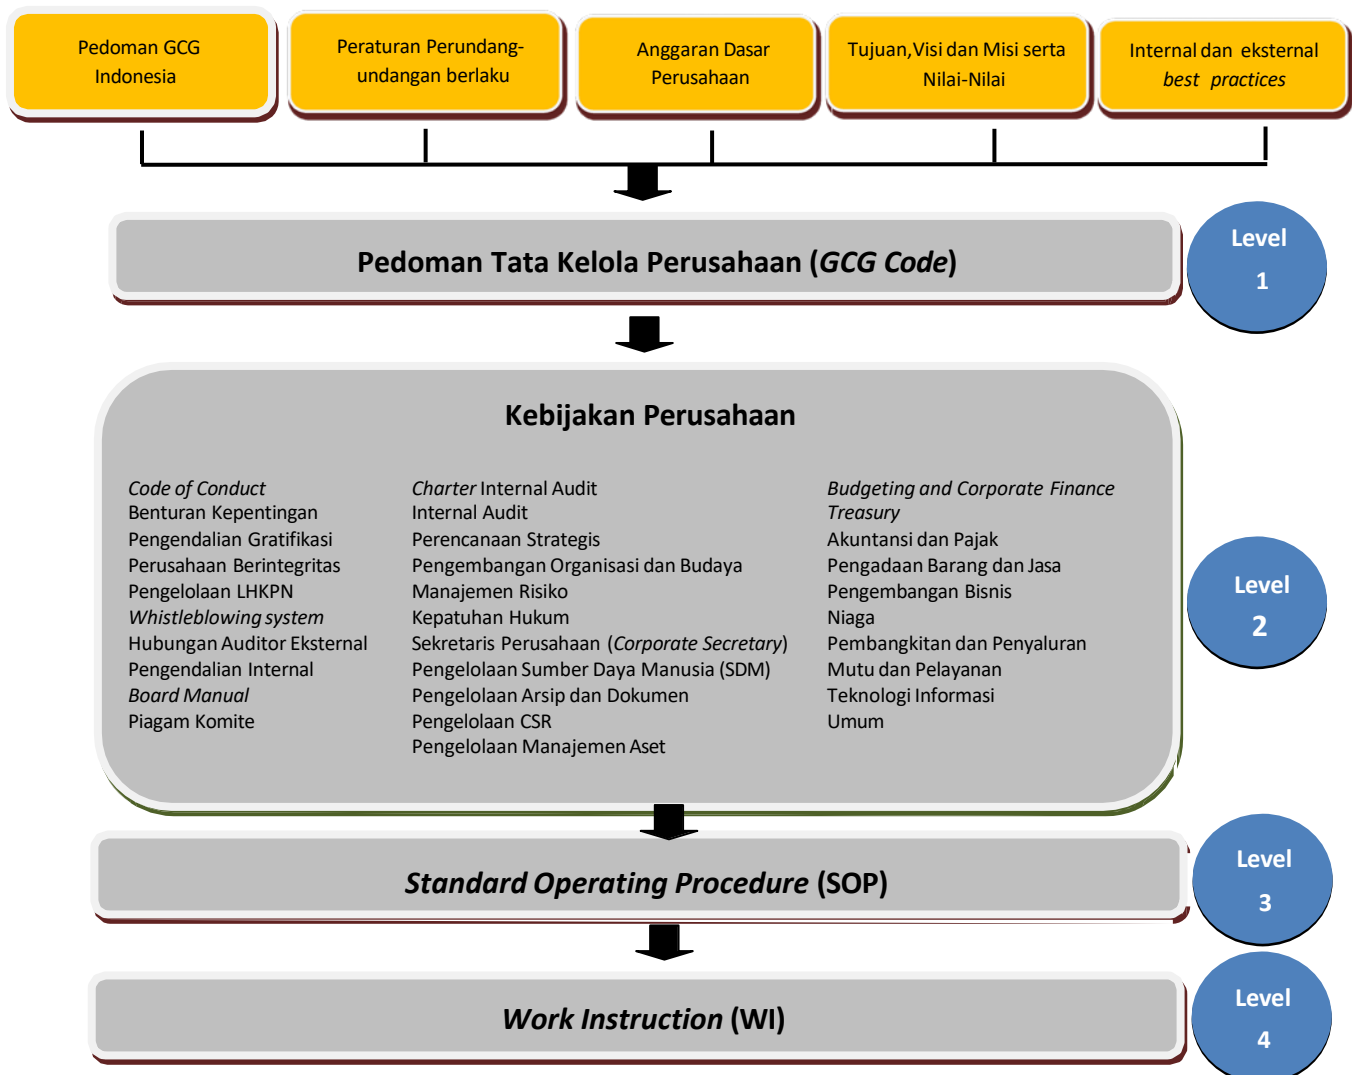 Pedoman GCG
Indonesia
Peraturan Perundang-
undangan berlaku
Anggaran Dasar
Perusahaan
Tujuan,Visi dan Misi serta
Nilai-Nilai
Internal dan eksternal
best practices
Pedoman Tata Kelola Perusahaan (GCG Code)
Level
1
Kebijakan Perusahaan
Code of Conduct
Benturan Kepentingan
Pengendalian Gratifikasi
Perusahaan Berintegritas
Pengelolaan LHKPN
Whistleblowing system
Hubungan Auditor Eksternal
Pengendalian Internal
Board Manual
Piagam Komite
Charter Internal Audit
Internal Audit
Perencanaan Strategis
Pengembangan Organisasi dan Budaya
Manajemen Risiko
Kepatuhan Hukum
Sekretaris Perusahaan (Corporate Secretary)
Pengelolaan Sumber Daya Manusia (SDM)
Pengelolaan Arsip dan Dokumen
Pengelolaan CSR
Pengelolaan Manajemen Aset
Budgeting and Corporate Finance
Treasury
Akuntansi dan Pajak
Pengadaan Barang dan Jasa
Pengembangan Bisnis
Niaga
Pembangkitan dan Penyaluran
Mutu dan Pelayanan
Teknologi Informasi
Umum
Level
2
Standard Operating Procedure (SOP)
Level
3
Work Instruction (WI)
Level
4